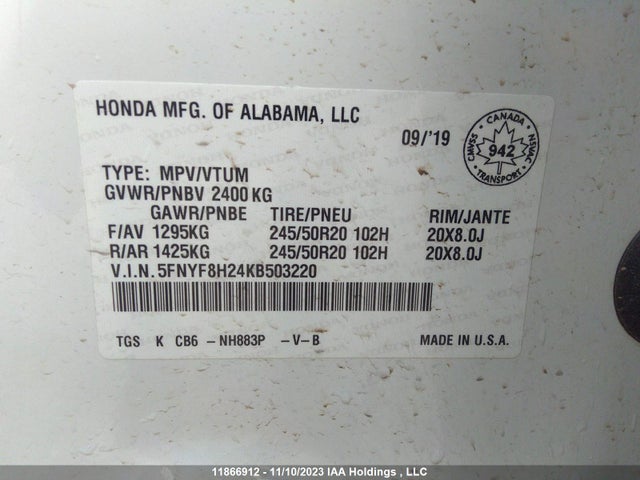 HONDA MFG. OF ALABAMA, LLC
09/'19
CANADA
CMVSS
942
NSVAC
TRANSPORT
TYPE: MPV/VTUM
GVWR/PNBV 2400 KG
GAWR/PNBE TIRE/PNEU RIM/JANTE
F/AV 1295KG 245/50R20 102H 20X8.0J
R/AR 1425KG 245/50R20 102H 20X8.0J
V.I.N. 5FNYF8H24KB503220
TGS K CB6 -NH883P -V-B MADE IN U.S.A.
11866912 - 11/10/2023 IAA Holdings , LLC